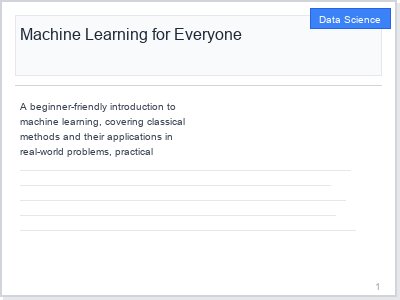 Data Science
Machine Learning for Everyone
A beginner-friendly introduction to
machine learning, covering classical
methods and their applications in
real-world problems, practical
1